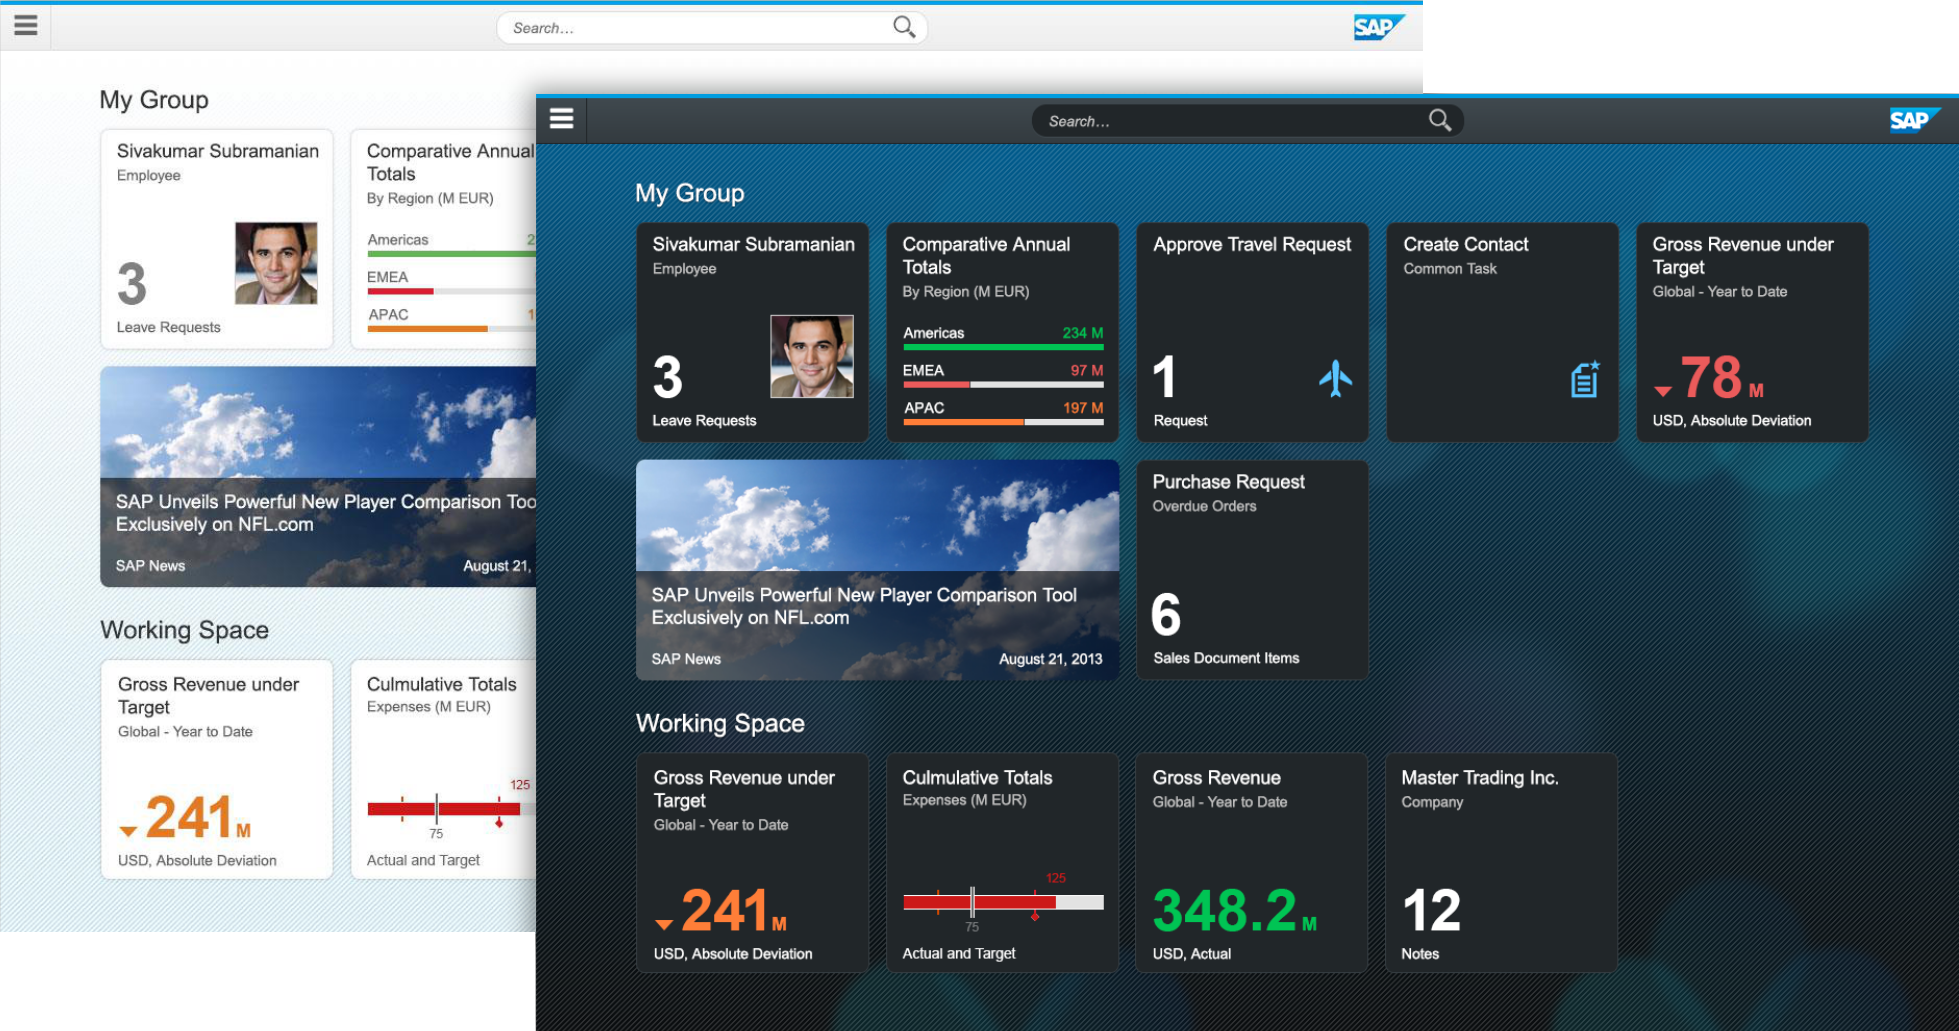 Search...
SAP
My Group
Sivakumar Subramanian
Employee
3
Leave Requests
Comparative Annual
Totals
By Region (M EUR)
Americas
EMEA
APAC
SAP Unveils Powerful New Player Comparison Too
Exclusively on NFL.com
SAP News
August 21,
Working Space
Gross Revenue under
Target
Global - Year to Date
241 M
USD, Absolute Deviation
Culmulative Totals
Expenses (M EUR)
125
75
Actual and Target
Search...
SAP
My Group
Sivakumar Subramanian
Employee
3
Leave Requests
Comparative Annual
Totals
By Region (M EUR)
Americas 234 M
EMEA 97 M
APAC 197 M
Approve Travel Request
1
Request
Create Contact
Common Task
Gross Revenue under
Target
Global - Year to Date
78 M
USD, Absolute Deviation
SAP Unveils Powerful New Player Comparison Tool
Exclusively on NFL.com
SAP News
August 21, 2013
Purchase Request
Overdue Orders
6
Sales Document Items
Working Space
Gross Revenue under
Target
Global - Year to Date
241 M
USD, Absolute Deviation
Culmulative Totals
Expenses (M EUR)
125
75
Actual and Target
Gross Revenue
Global - Year to Date
348.2 M
USD, Actual
Master Trading Inc.
Company
12
Notes